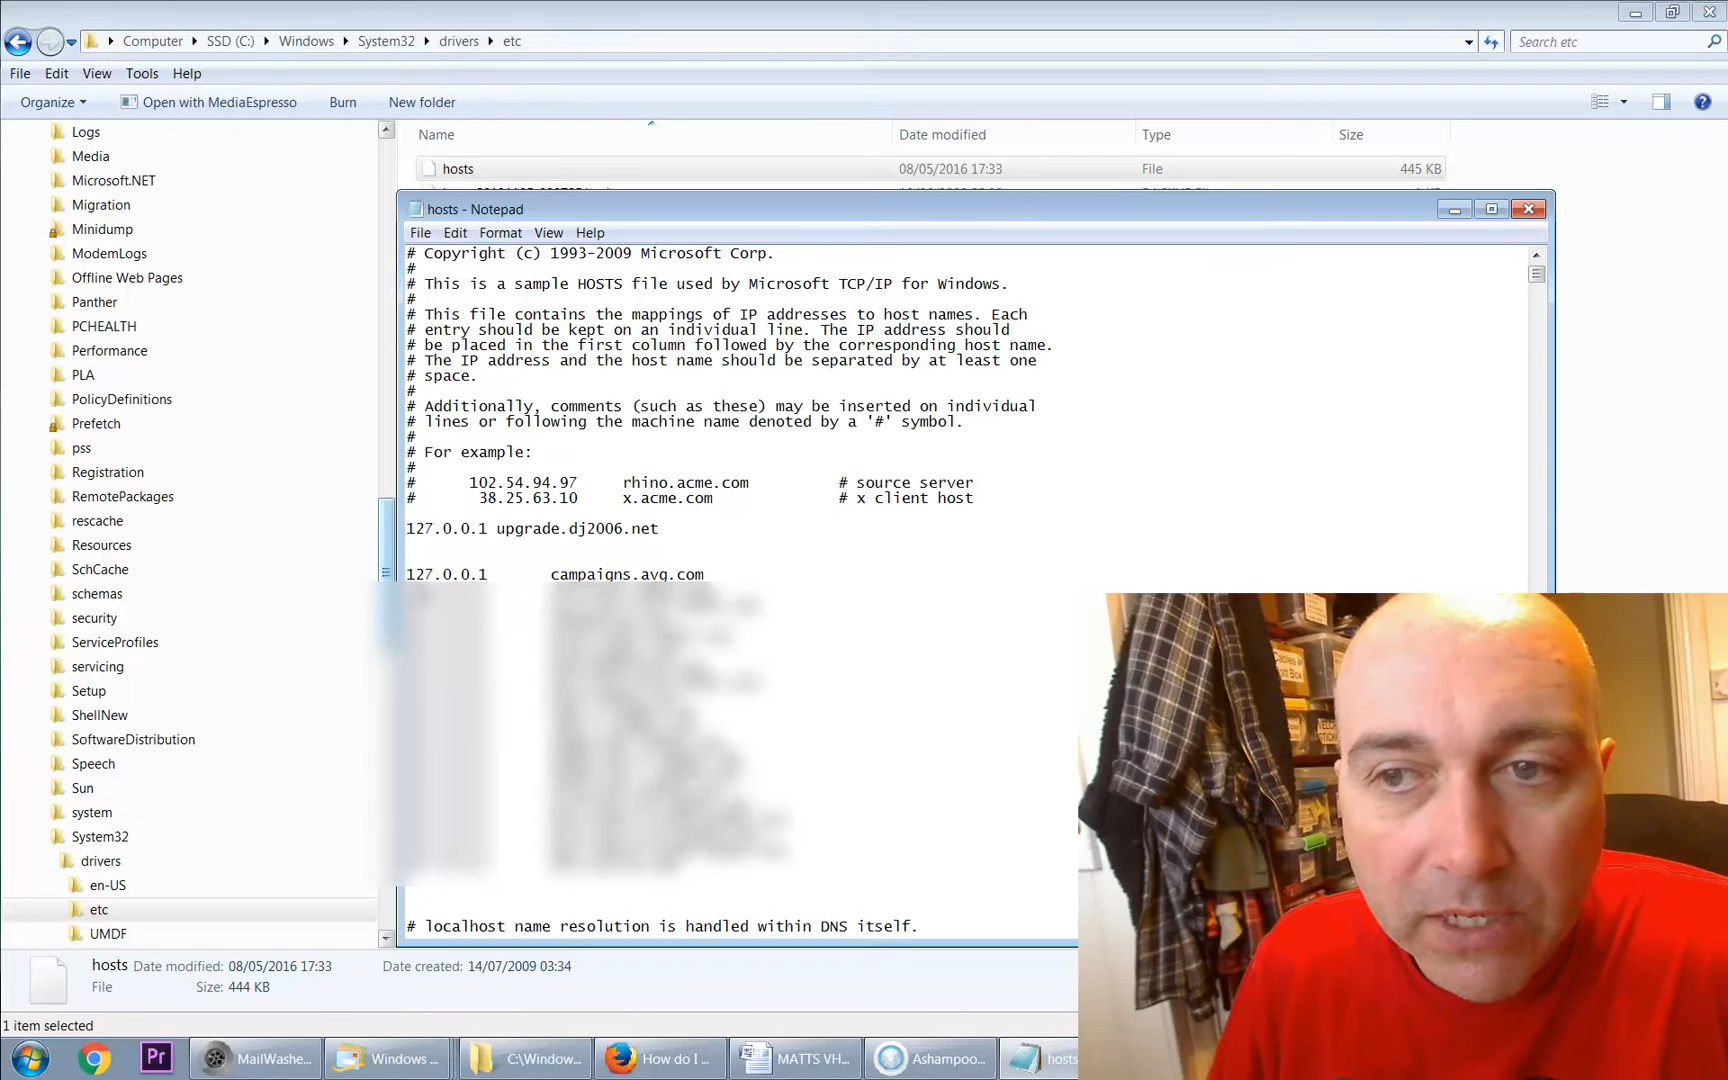 Computer SSD (C:) Windows System32 drivers etc
Search etc
File Edit View Tools Help
Organize Open with MediaEspresso Burn New folder
Name Date modified Type Size
hosts 08/05/2016 17:33 File 445 KB
Logs
Media
Microsoft.NET
Migration
Minidump
ModemLogs
Offline Web Pages
Panther
PCHEALTH
Performance
PLA
PolicyDefinitions
Prefetch
pss
Registration
RemotePackages
rescache
Resources
SchCache
schemas
security
ServiceProfiles
servicing
Setup
ShellNew
SoftwareDistribution
Speech
Sun
system
System32
drivers
en-US
etc
UMDF
hosts - Notepad
File Edit Format View Help
# Copyright (c) 1993-2009 Microsoft Corp.
#
# This is a sample HOSTS file used by Microsoft TCP/IP for Windows.
#
# This file contains the mappings of IP addresses to host names. Each
# entry should be kept on an individual line. The IP address should
# be placed in the first column followed by the corresponding host name.
# The IP address and the host name should be separated by at least one
# space.
#
# Additionally, comments (such as these) may be inserted on individual
# lines or following the machine name denoted by a '#' symbol.
#
# For example:
#
# 102.54.94.97 rhino.acme.com # source server
# 38.25.63.10 x.acme.com # x client host
127.0.0.1 upgrade.dj2006.net
127.0.0.1 campaigns.avg.com
# localhost name resolution is handled within DNS itself.
hosts Date modified: 08/05/2016 17:33 Date created: 14/07/2009 03:34
File Size: 444 KB
1 item selected
Pr MailWashe... Windows ... C:\Window... How do I ... MATTS VH... Ashampoo... hosts